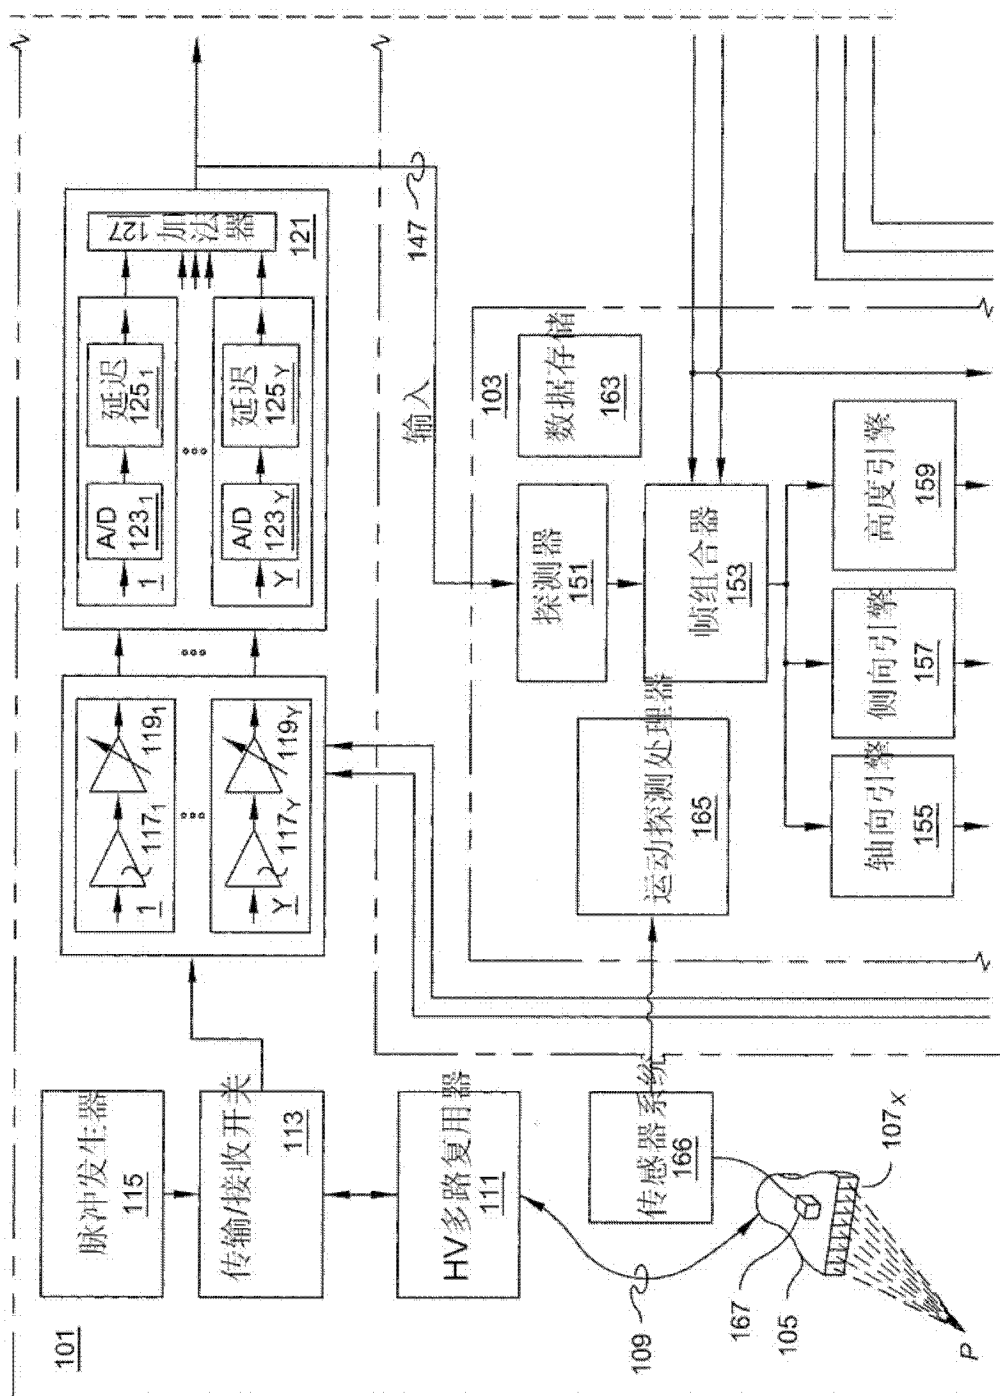 101
脉冲发生器
115
传输/接收开关
113
HV多路复用器
111
传感器系统
166
109
167
105
107X
P
1
117₁
119₁
...
Y
117Y
119Y
...
1
A/D
123₁
延迟
125₁
...
Y
A/D
123Y
延迟
125Y
加法器
127
121
147
输入
103
数据存储
163
探测器
151
运动探测处理器
165
帧组合器
153
轴向引擎
155
侧向引擎
157
高度引擎
159